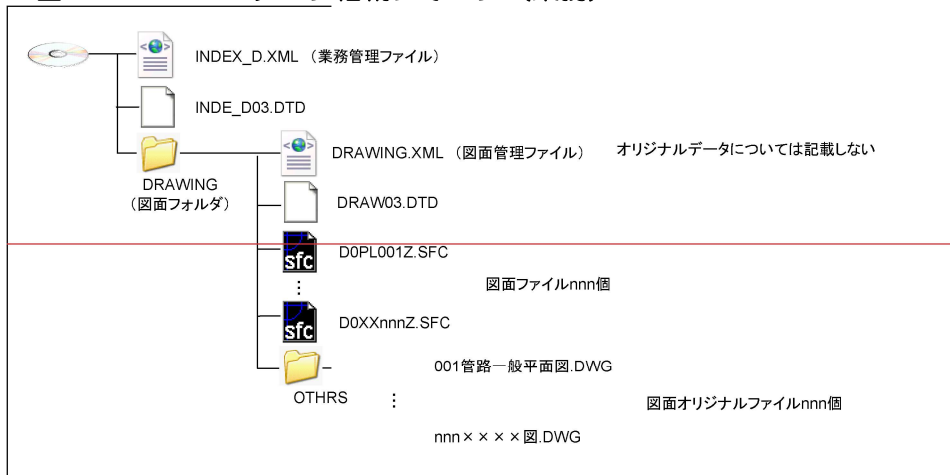 INDEX_D.XML （業務管理ファイル）
INDE_D03.DTD
DRAWING
（図面フォルダ）
DRAWING.XML （図面管理ファイル） オリジナルデータについては記載しない
DRAW03.DTD
sfc D0PL001Z.SFC
⋮ 図面ファイルnnn個
sfc D0XXnnnZ.SFC
001管路一般平面図.DWG
OTHRS ⋮ 図面オリジナルファイルnnn個
nnn××××図.DWG